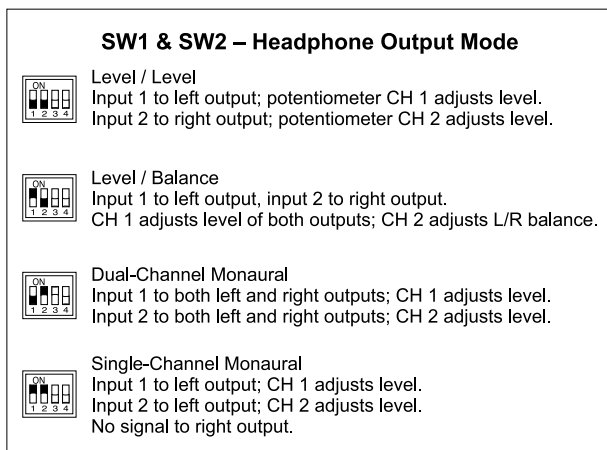 SW1 & SW2 – Headphone Output Mode
ON
1 2 3 4
Level / Level
Input 1 to left output; potentiometer CH 1 adjusts level.
Input 2 to right output; potentiometer CH 2 adjusts level.
ON
1 2 3 4
Level / Balance
Input 1 to left output, input 2 to right output.
CH 1 adjusts level of both outputs; CH 2 adjusts L/R balance.
ON
1 2 3 4
Dual-Channel Monaural
Input 1 to both left and right outputs; CH 1 adjusts level.
Input 2 to both left and right outputs; CH 2 adjusts level.
ON
1 2 3 4
Single-Channel Monaural
Input 1 to left output; CH 1 adjusts level.
Input 2 to left output; CH 2 adjusts level.
No signal to right output.